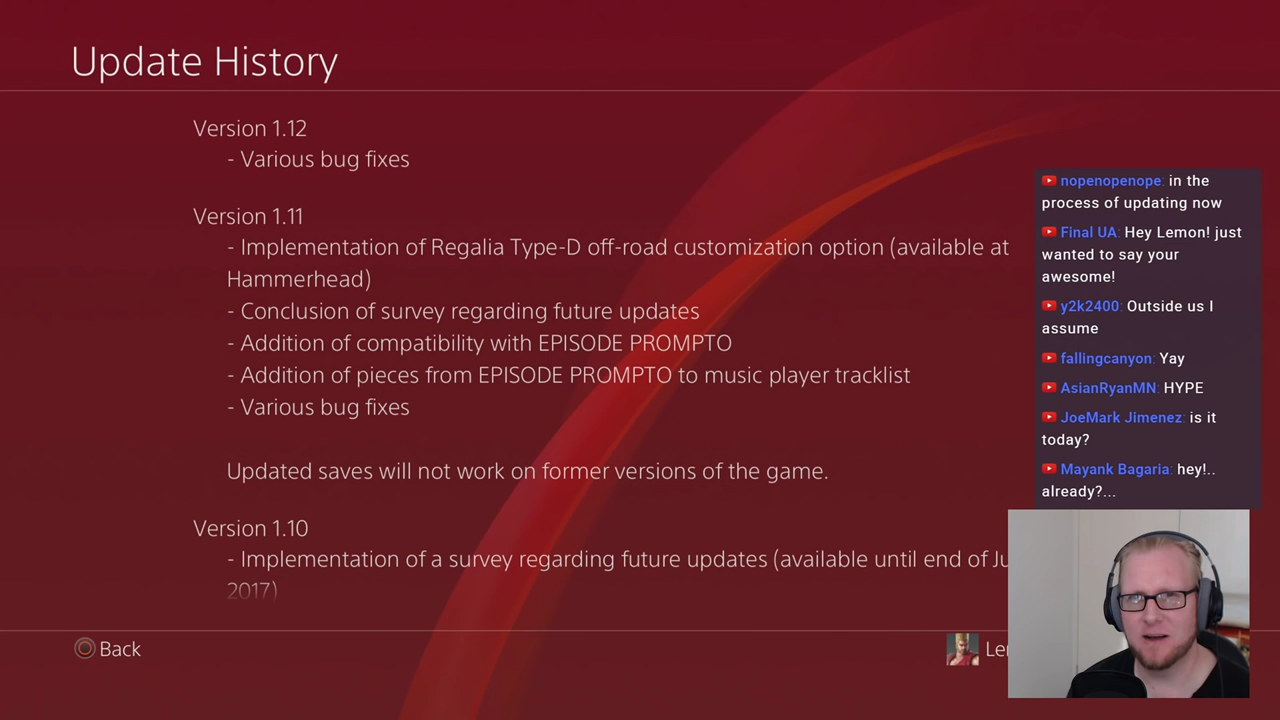 Update History
Version 1.12
- Various bug fixes
Version 1.11
- Implementation of Regalia Type-D off-road customization option (available at
Hammerhead)
- Conclusion of survey regarding future updates
- Addition of compatibility with EPISODE PROMPTO
- Addition of pieces from EPISODE PROMPTO to music player tracklist
- Various bug fixes
Updated saves will not work on former versions of the game.
Version 1.10
- Implementation of a survey regarding future updates (available until end of Ju
2017)
Back
Le
nopenopenope: in the
process of updating now
Final UA: Hey Lemon! just
wanted to say your
awesome!
y2k2400: Outside us I
assume
fallingcanyon: Yay
AsianRyanMN: HYPE
JoeMark Jimenez: is it
today?
Mayank Bagaria: hey!..
already?...